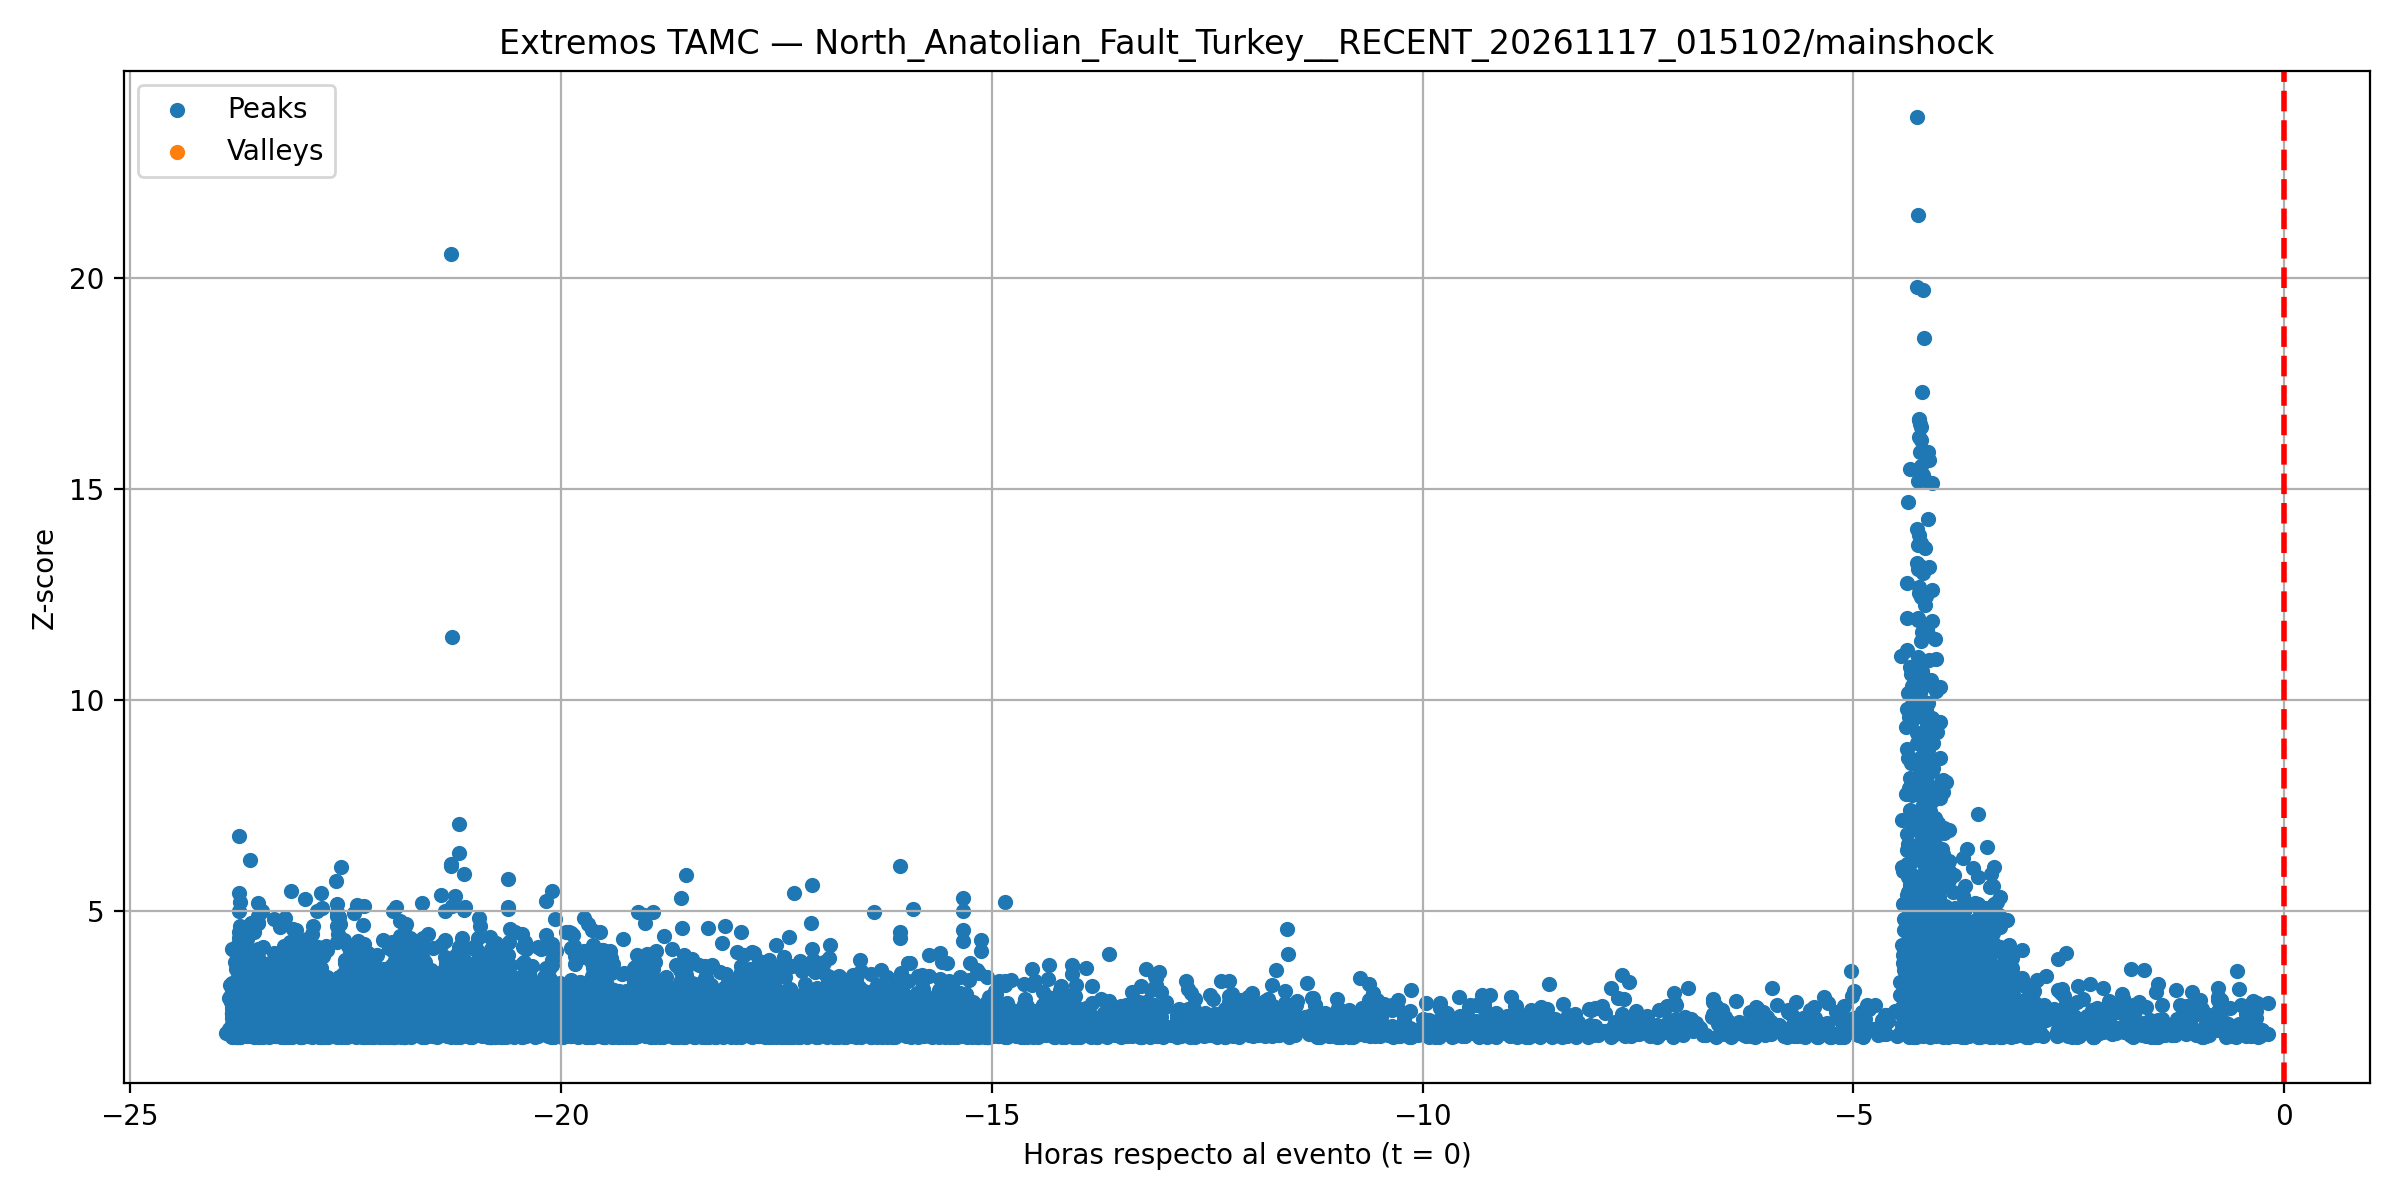 Extremos TAMC — North_Anatolian_Fault_Turkey__RECENT_20261117_015102/mainshock
Peaks
Valleys
Z-score
20
15
10
5
−25 −20 −15 −10 −5 0
Horas respecto al evento (t = 0)